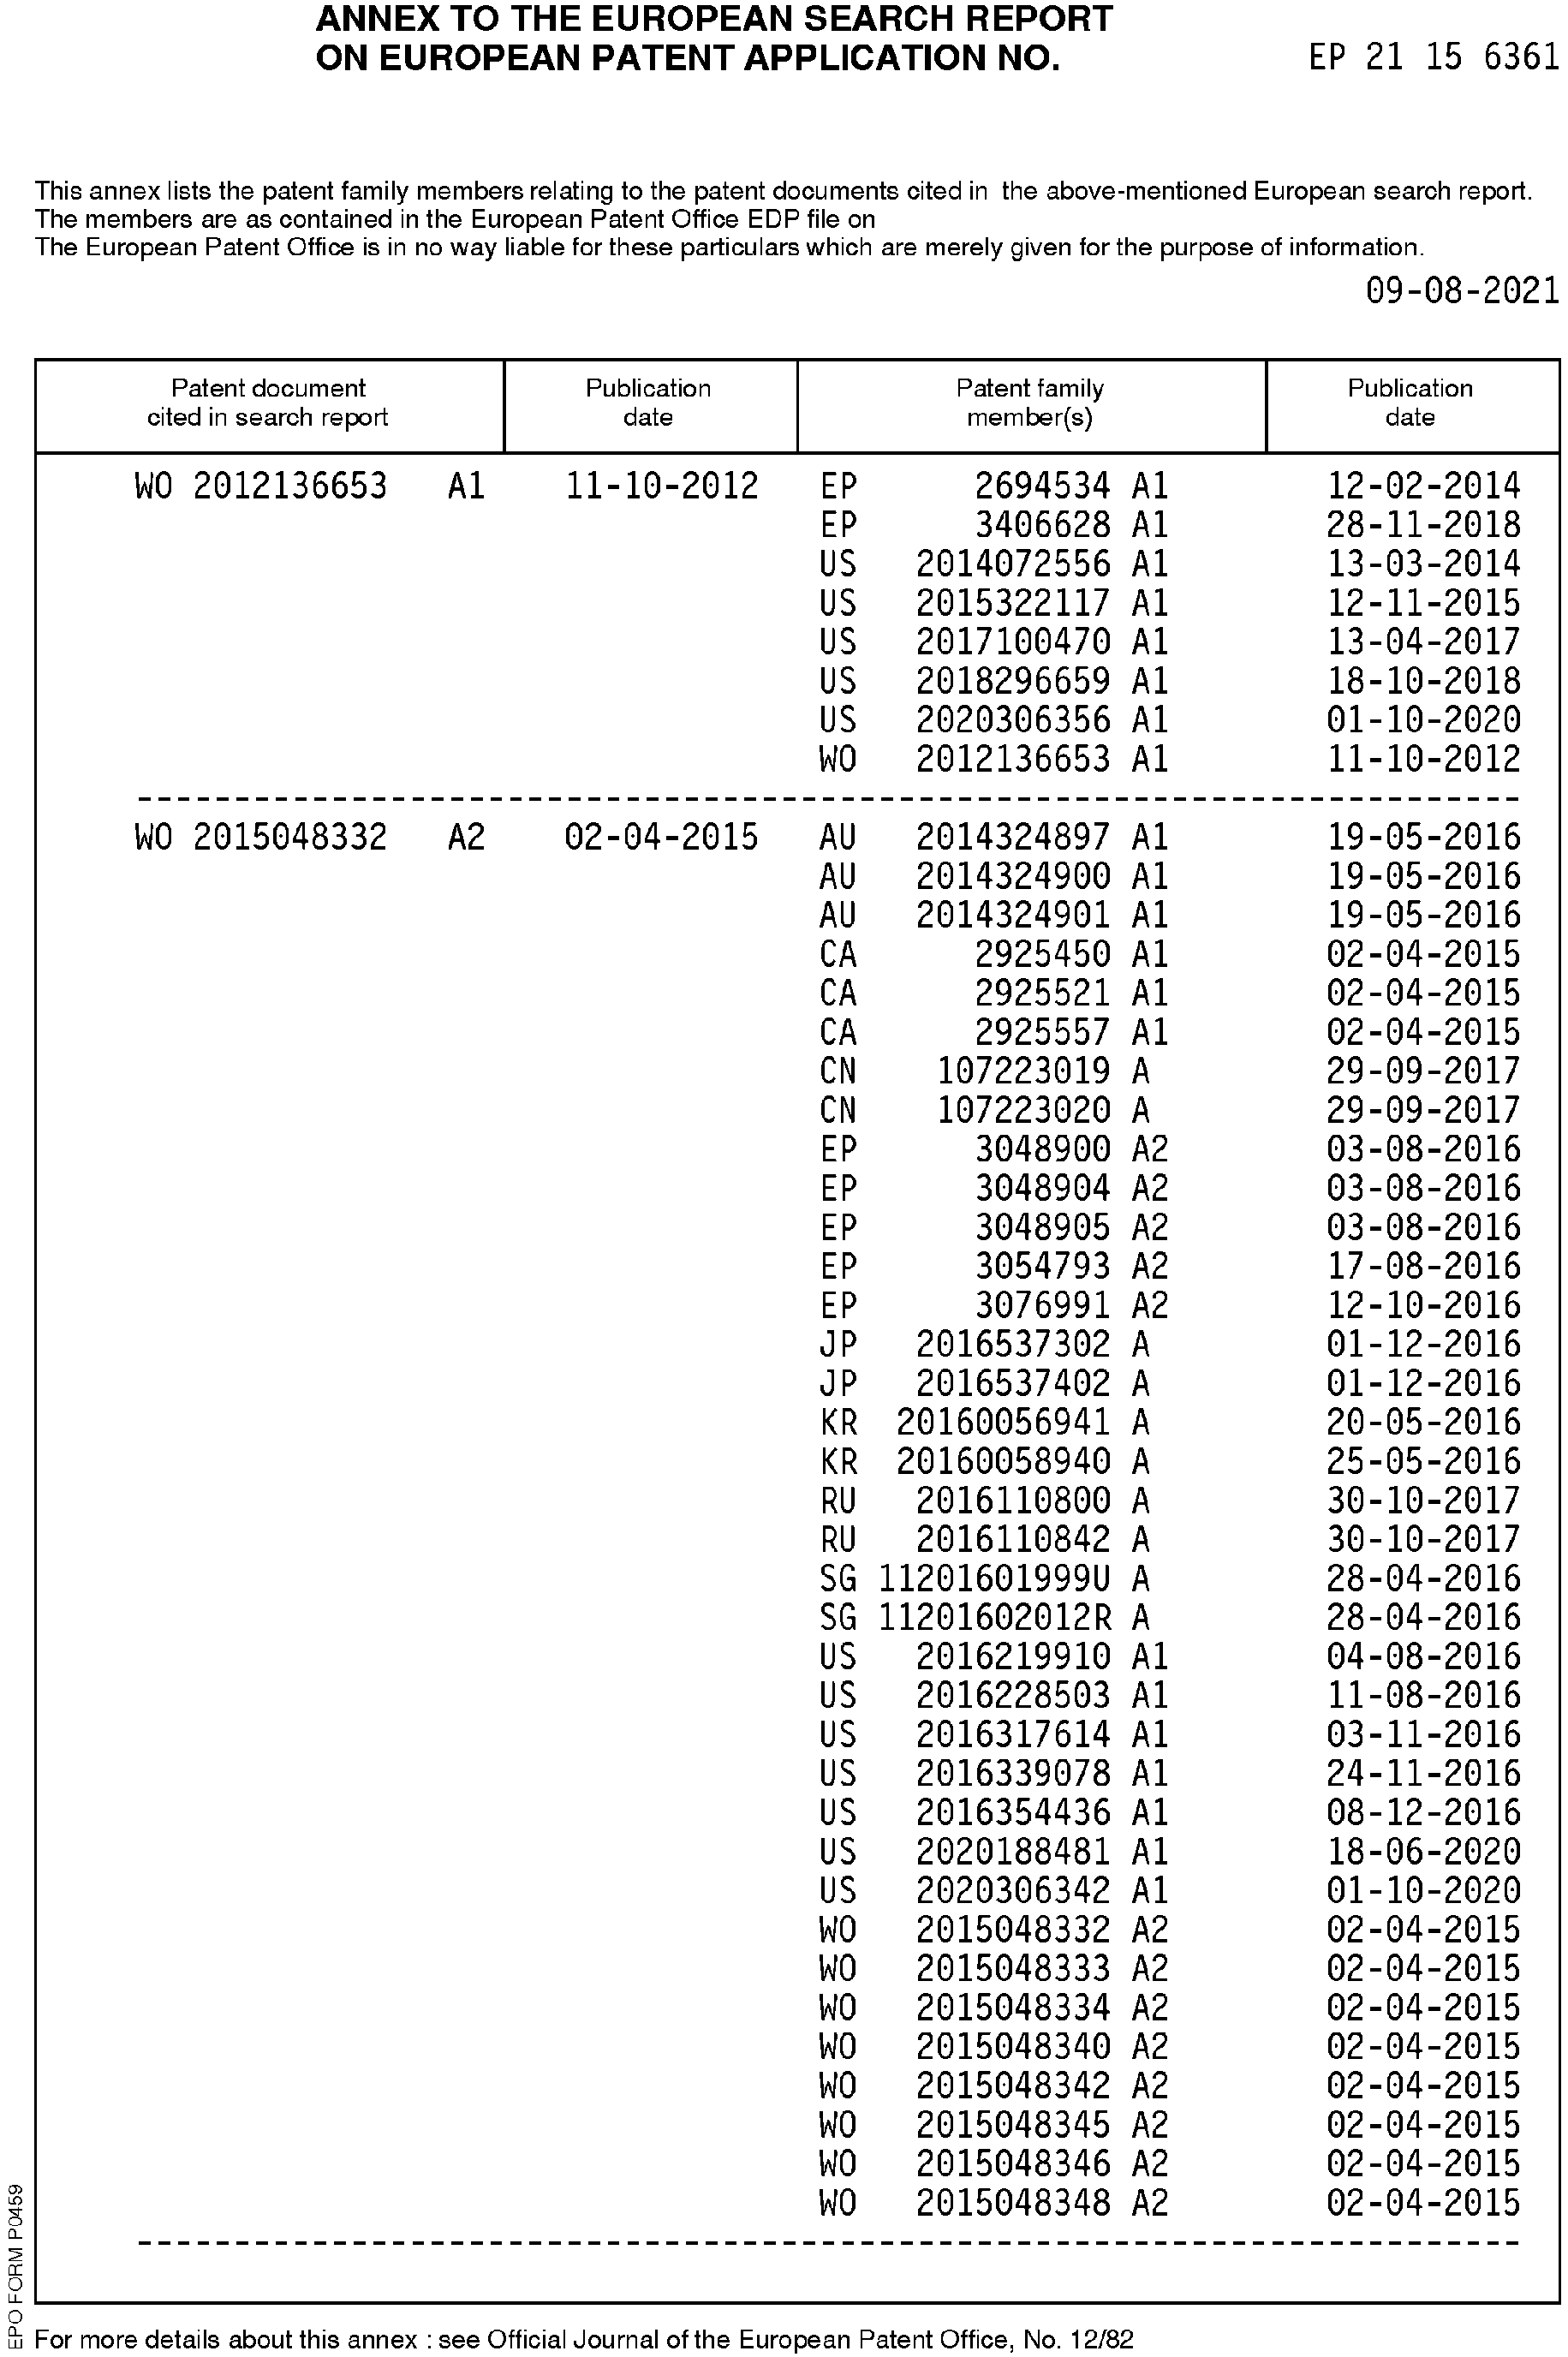 ANNEX TO THE EUROPEAN SEARCH REPORT
ON EUROPEAN PATENT APPLICATION NO. EP 21 15 6361
This annex lists the patent family members relating to the patent documents cited in the above-mentioned European search report.
The members are as contained in the European Patent Office EDP file on
The European Patent Office is in no way liable for these particulars which are merely given for the purpose of information.
09-08-2021
Patent document cited in search report Publication date Patent family member(s) Publication date
WO 2012136653 A1 11-10-2012 EP 2694534 A1 12-02-2014
EP 3406628 A1 28-11-2018
US 2014072556 A1 13-03-2014
US 2015322117 A1 12-11-2015
US 2017100470 A1 13-04-2017
US 2018296659 A1 18-10-2018
US 2020306356 A1 01-10-2020
WO 2012136653 A1 11-10-2012
WO 2015048332 A2 02-04-2015 AU 2014324897 A1 19-05-2016
AU 2014324900 A1 19-05-2016
AU 2014324901 A1 19-05-2016
CA 2925450 A1 02-04-2015
CA 2925521 A1 02-04-2015
CA 2925557 A1 02-04-2015
CN 107223019 A 29-09-2017
CN 107223020 A 29-09-2017
EP 3048900 A2 03-08-2016
EP 3048904 A2 03-08-2016
EP 3048905 A2 03-08-2016
EP 3054793 A2 17-08-2016
EP 3076991 A2 12-10-2016
JP 2016537302 A 01-12-2016
JP 2016537402 A 01-12-2016
KR 20160056941 A 20-05-2016
KR 20160058940 A 25-05-2016
RU 2016110800 A 30-10-2017
RU 2016110842 A 30-10-2017
SG 11201601999U A 28-04-2016
SG 11201602012R A 28-04-2016
US 2016219910 A1 04-08-2016
US 2016228503 A1 11-08-2016
US 2016317614 A1 03-11-2016
US 2016339078 A1 24-11-2016
US 2016354436 A1 08-12-2016
US 2020188481 A1 18-06-2020
US 2020306342 A1 01-10-2020
WO 2015048332 A2 02-04-2015
WO 2015048333 A2 02-04-2015
WO 2015048334 A2 02-04-2015
WO 2015048340 A2 02-04-2015
WO 2015048342 A2 02-04-2015
WO 2015048345 A2 02-04-2015
WO 2015048346 A2 02-04-2015
WO 2015048348 A2 02-04-2015
EPO FORM P0459
For more details about this annex : see Official Journal of the European Patent Office, No. 12/82